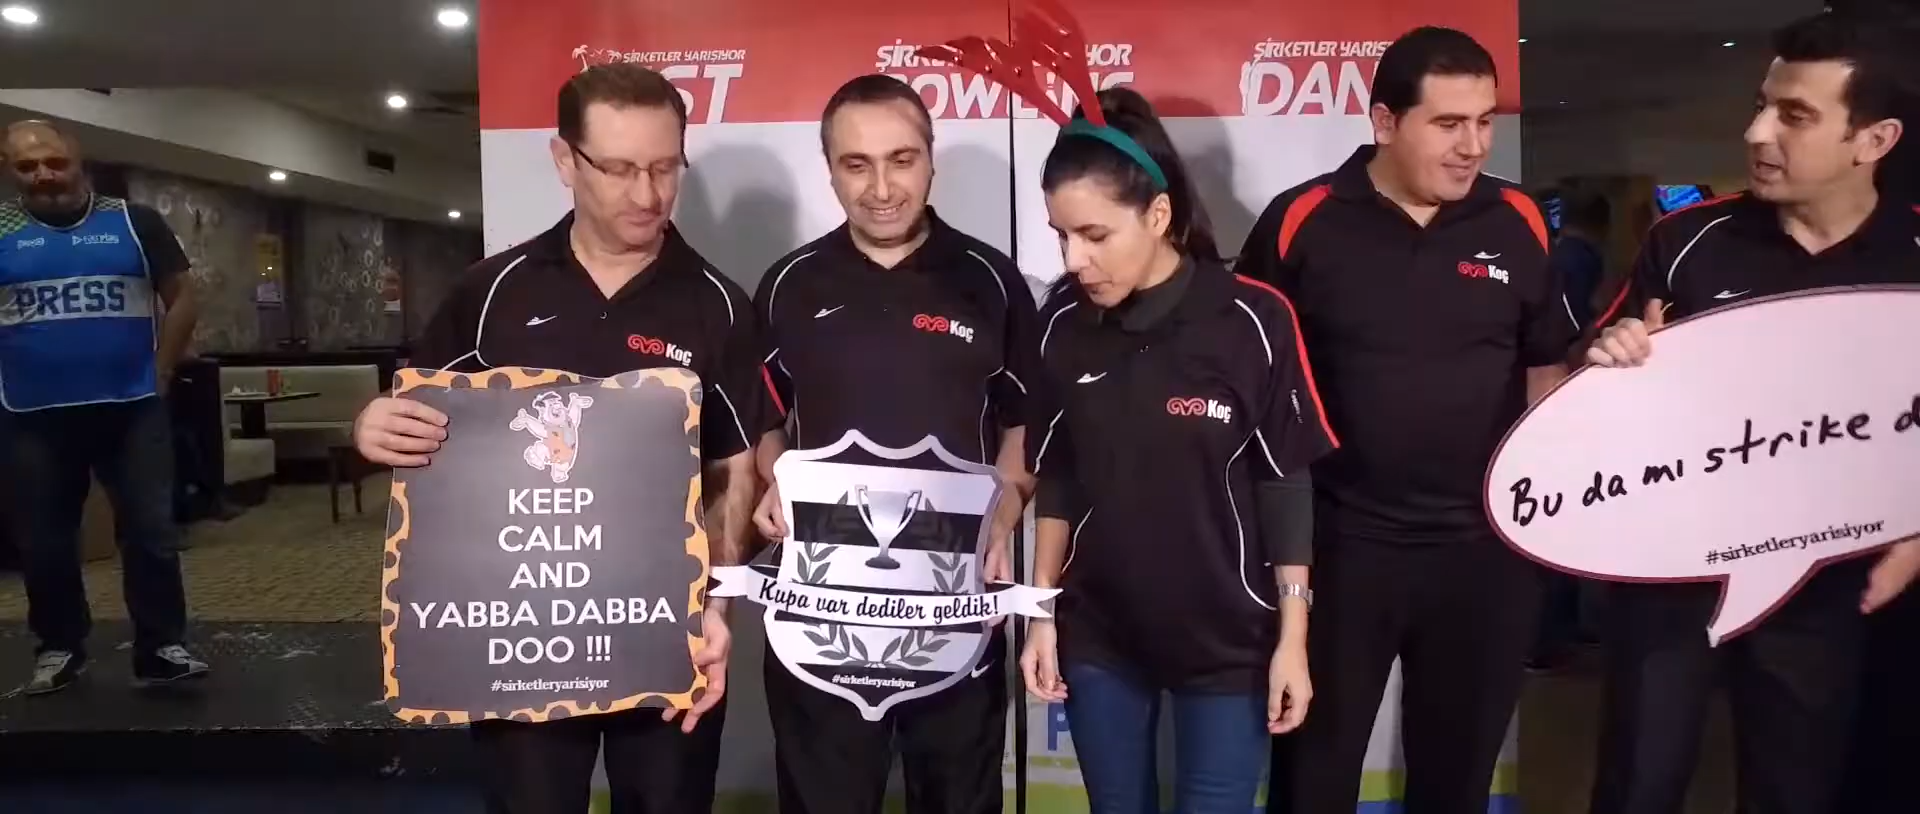 ŞİRKETLER YARIŞIYOR
ŞİRKETLER YARIŞ
DAN
PRESS
Koç
Koç
Koç
Koç
KEEP
CALM
AND
YABBA DABBA
DOO !!!
#sirketleryarisiyor
Kupa var dediler geldik!
#sirketleryarisiyor
Bu da mı strike d
#sirketleryarisiyor